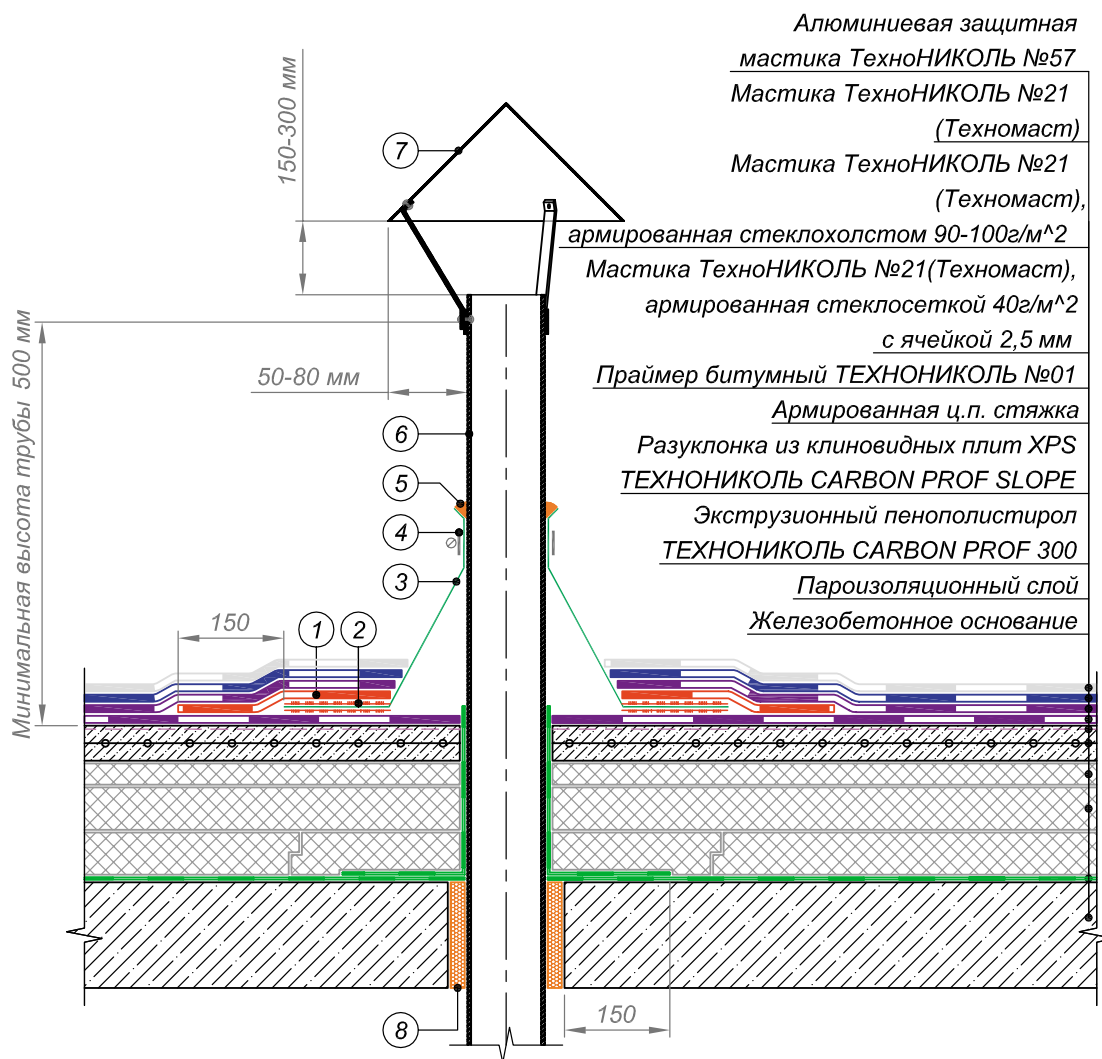 Алюминиевая защитная
мастика ТехноНИКОЛЬ №57
Мастика ТехноНИКОЛЬ №21
(Техномаст)
Мастика ТехноНИКОЛЬ №21
(Техномаст),
армированная стеклохолстом 90-100г/м^2
Мастика ТехноНИКОЛЬ №21(Техномаст),
армированная стеклосеткой 40г/м^2
с ячейкой 2,5 мм
Праймер битумный ТЕХНОНИКОЛЬ №01
Армированная ц.п. стяжка
Разуклонка из клиновидных плит XPS
ТЕХНОНИКОЛЬ CARBON PROF SLOPE
Экструзионный пенополистирол
ТЕХНОНИКОЛЬ CARBON PROF 300
Пароизоляционный слой
Железобетонное основание
150-300 мм
Минимальная высота трубы 500 мм
50-80 мм
7
6
5
4
3
150
1
2
8
150